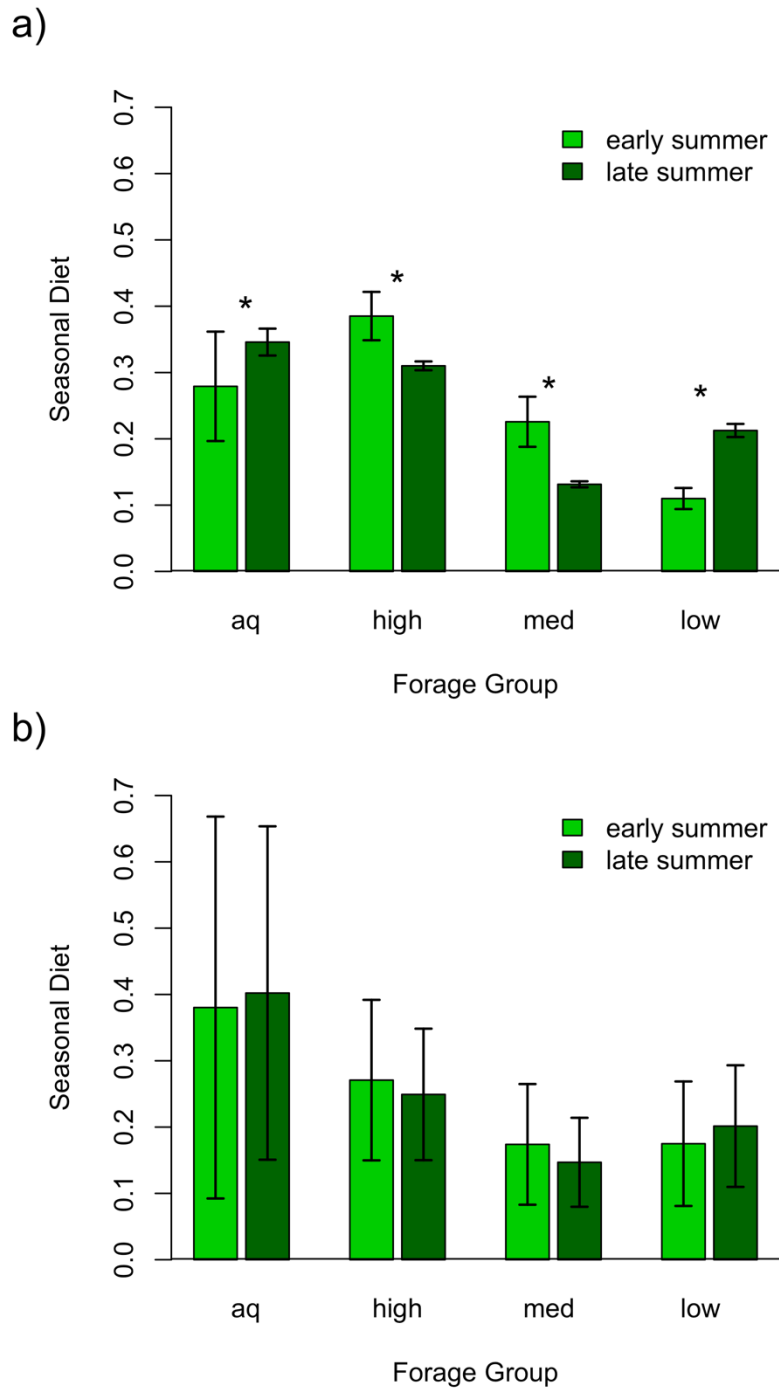 a)
0.7
0.6
0.5
0.4
0.3
0.2
0.1
0.0
Seasonal Diet
early summer
late summer
*
*
*
*
aq high med low
Forage Group
b)
0.7
0.6
0.5
0.4
0.3
0.2
0.1
0.0
Seasonal Diet
early summer
late summer
aq high med low
Forage Group